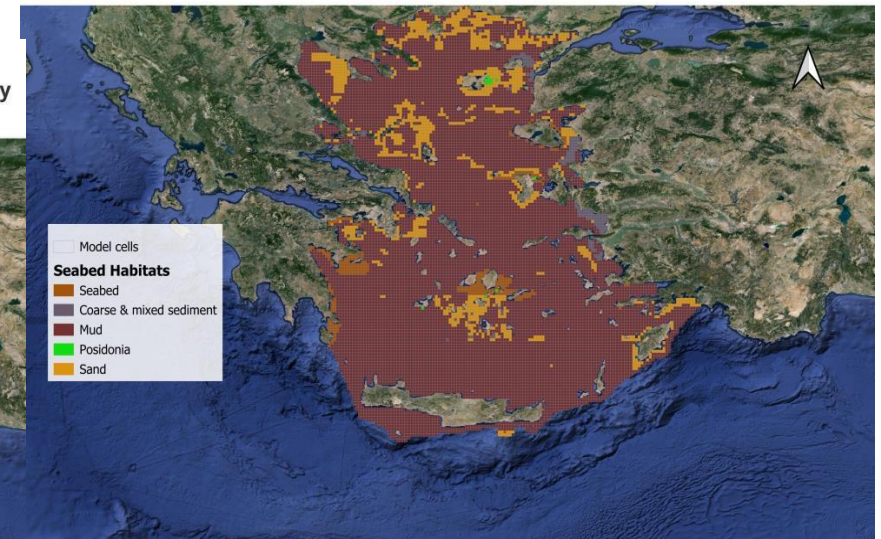 y
Model cells
Seabed Habitats
Seabed
Coarse & mixed sediment
Mud
Posidonia
Sand